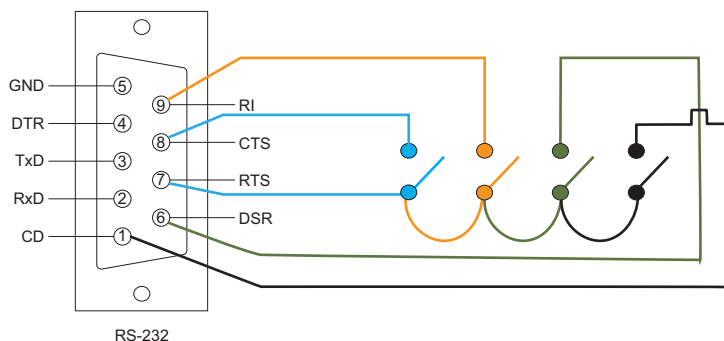 GND 5
9 RI
DTR 4
8 CTS
TxD 3
7 RTS
RxD 2
6 DSR
CD 1
RS-232